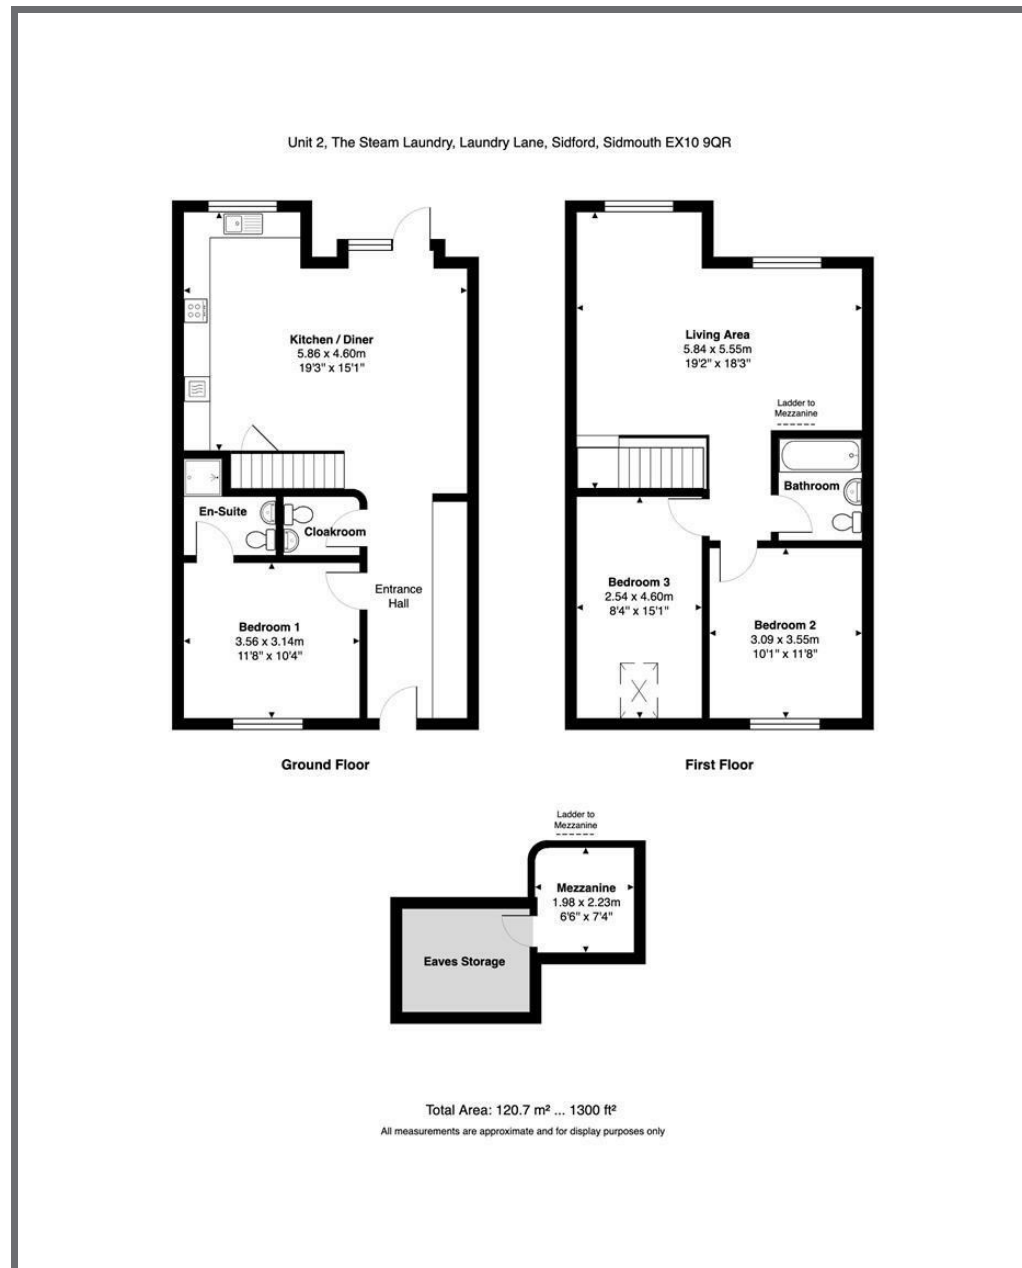 Unit 2, The Steam Laundry, Laundry Lane, Sidford, Sidmouth EX10 9QR
Kitchen / Diner
5.86 x 4.60m
19'3" x 15'1"
En-Suite
Cloakroom
Entrance
Hall
Bedroom 1
3.56 x 3.14m
11'8" x 10'4"
Ground Floor
Living Area
5.84 x 5.55m
19'2" x 18'3"
Ladder to
Mezzanine
Bathroom
Bedroom 3
2.54 x 4.60m
8'4" x 15'1"
Bedroom 2
3.09 x 3.55m
10'1" x 11'8"
First Floor
Ladder to
Mezzanine
Mezzanine
1.98 x 2.23m
6'6" x 7'4"
Eaves Storage
Total Area: 120.7 m² ... 1300 ft²
All measurements are approximate and for display purposes only